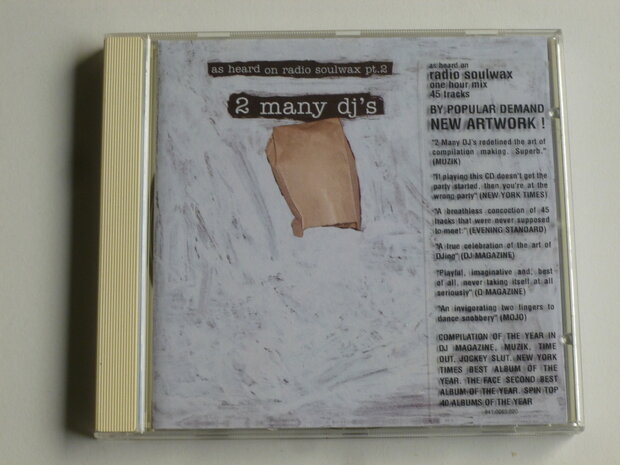 as heard on radio soulwax pt.2
2 many dj's
as heard on
radio soulwax
one hour mix
45 tracks
BY POPULAR DEMAND
NEW ARTWORK !
"2 Many DJ's redefined the art of
compilation making. Superb."
(MUZIK)
"If playing this CD doesn't get the
party started, then you're at the
wrong party" (NEW YORK TIMES)
"A breathless concoction of 45
tracks that were never supposed
to meet." (EVENING STANDARD)
"A true celebration of the art of
DJing" (DJ MAGAZINE)
"Playful, imaginative and best
of all, never taking itself at all
seriously" (Q MAGAZINE)
"An invigorating two fingers to
dance snobbery" (MOJO)
COMPILATION OF THE YEAR IN
DJ MAGAZINE, MUZIK, TIME
OUT, JOCKEY SLUT. NEW YORK
TIMES BEST ALBUM OF THE
YEAR. THE FACE SECOND BEST
ALBUM OF THE YEAR. SPIN TOP
40 ALBUMS OF THE YEAR